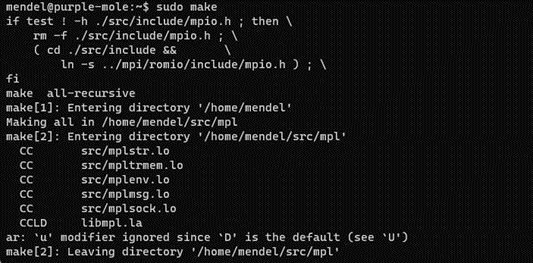 mendel@purple-mole:~$ sudo make
if test ! -h ./src/include/mpio.h ; then \
    rm -f ./src/include/mpio.h ; \
    ( cd ./src/include &&       \
        ln -s ../mpi/romio/include/mpio.h ) ; \
fi
make  all-recursive
make[1]: Entering directory '/home/mendel'
Making all in /home/mendel/src/mpl
make[2]: Entering directory '/home/mendel/src/mpl'
  CC       src/mplstr.lo
  CC       src/mpltrmem.lo
  CC       src/mplenv.lo
  CC       src/mplmsg.lo
  CC       src/mplsock.lo
  CCLD     libmpl.la
ar: `u' modifier ignored since `D' is the default (see `U')
make[2]: Leaving directory '/home/mendel/src/mpl'